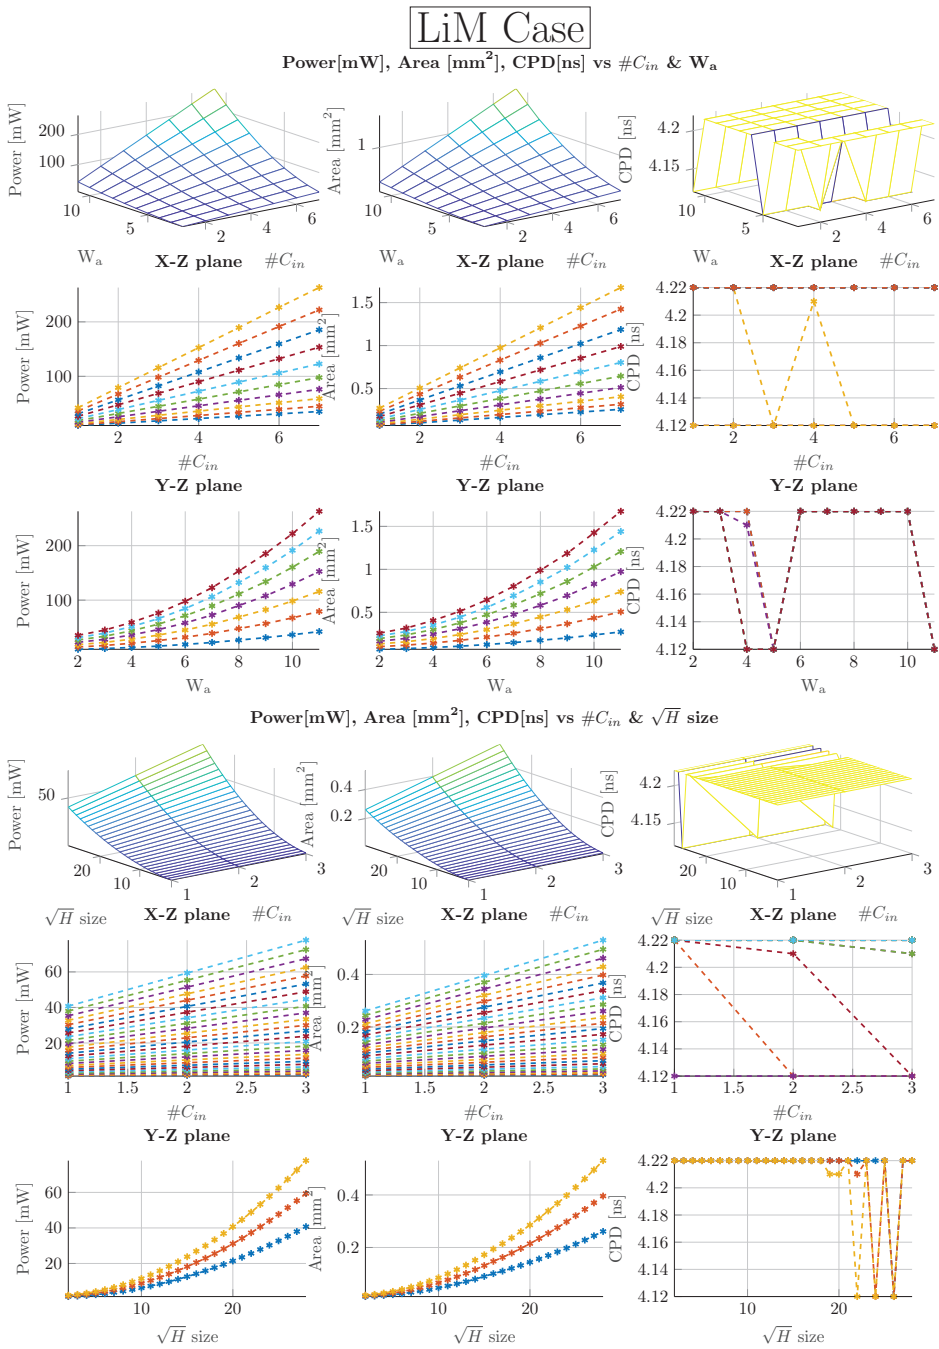 LiM Case
Power[mW], Area [mm²], CPD[ns] vs #C_in & W_a
Power [mW] 200 100 10 5 2 4 6
Area [mm²] 1 10 5 2 4 6
CPD [ns] 4.2 4.15 10 5 2 4 6
W_a X-Z plane #C_in W_a X-Z plane #C_in W_a X-Z plane #C_in
Power [mW] 200 100 2 4 6
Area [mm²] 1.5 1 0.5 2 4 6
CPD [ns] 4.22 4.2 4.18 4.16 4.14 4.12 2 4 6
#C_in #C_in #C_in
Y-Z plane Y-Z plane Y-Z plane
Power [mW] 200 100 2 4 6 8 10
Area [mm²] 1.5 1 0.5 2 4 6 8 10
CPD [ns] 4.22 4.2 4.18 4.16 4.14 4.12 2 4 6 8 10
W_a W_a W_a
Power[mW], Area [mm²], CPD[ns] vs #C_in & √H size
Power [mW] 50 20 10 1 2 3
Area [mm²] 0.4 0.2 20 10 1 2 3
CPD [ns] 4.2 4.15 20 10 1 2 3
√H size X-Z plane #C_in √H size X-Z plane #C_in √H size X-Z plane #C_in
Power [mW] 60 40 20 1 1.5 2 2.5 3
Area [mm²] 0.4 0.2 1 1.5 2 2.5 3
CPD [ns] 4.22 4.2 4.18 4.16 4.14 4.12 1 1.5 2 2.5 3
#C_in #C_in #C_in
Y-Z plane Y-Z plane Y-Z plane
Power [mW] 60 40 20 10 20
Area [mm²] 0.4 0.2 10 20
CPD [ns] 4.22 4.2 4.18 4.16 4.14 4.12 10 20
√H size √H size √H size